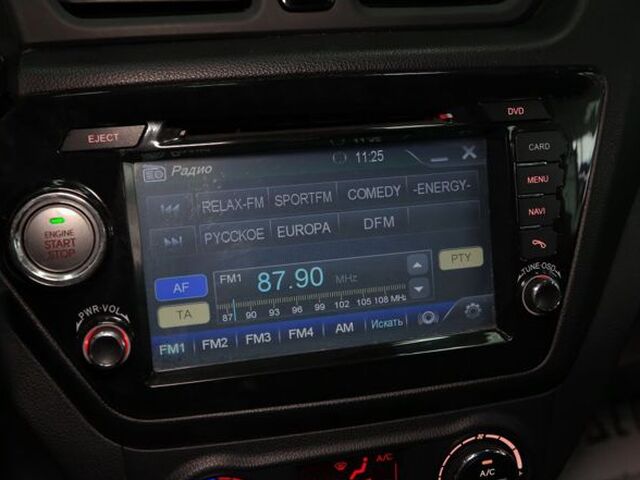 DVD
EJECT
11:25
Радио
CARD
RELAX-FM SPORTFM COMEDY -ENERGY-
MENU
РУССКОЕ EUROPA DFM
NAVI
ENGINE
START
STOP
AF
FM1 87.90 MHz
PTY
TUNE·OSD
TA
87 90 93 96 99 102 105 108 MHz
PWR·VOL
FM1 FM2 FM3 FM4 AM Искать
A/C
A/C